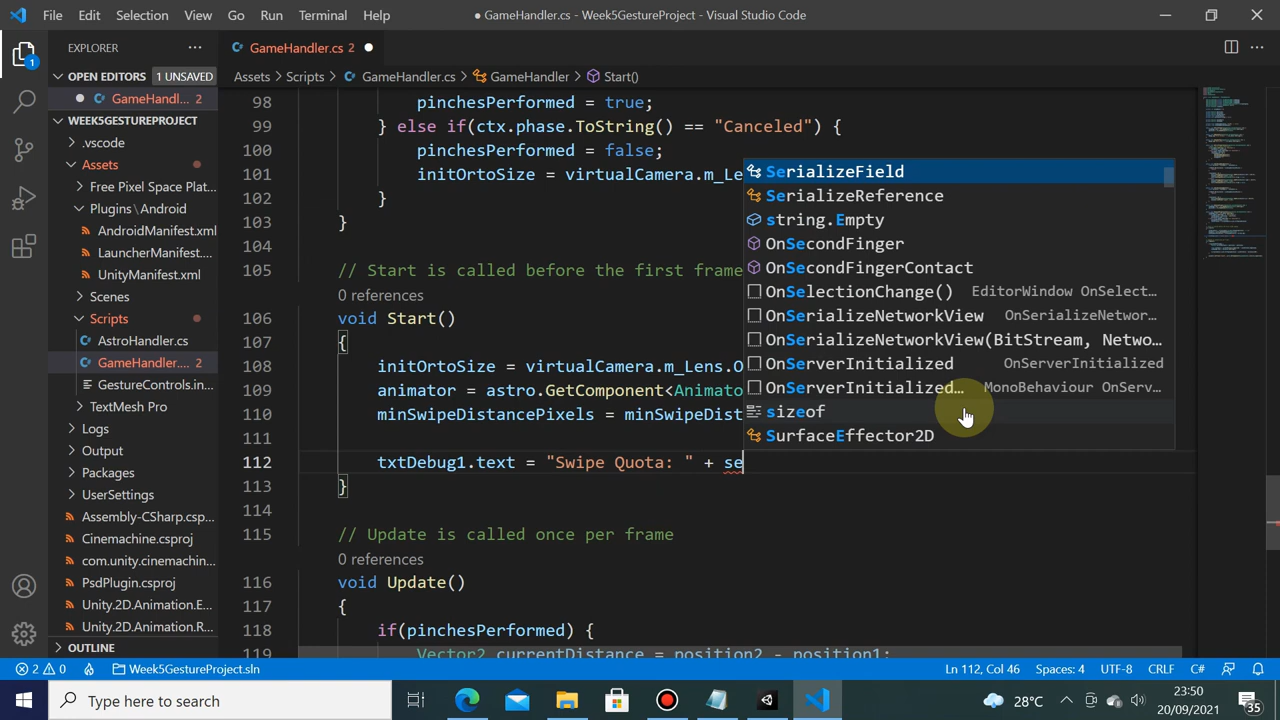 File Edit Selection View Go Run Terminal Help
● GameHandler.cs - Week5GestureProject - Visual Studio Code
EXPLORER
GameHandler.cs 2
OPEN EDITORS 1 UNSAVED
GameHandl... 2
WEEK5GESTUREPROJECT
.vscode
Assets
Free Pixel Space Plat...
Plugins\Android
AndroidManifest.xml
LauncherManifest....
UnityManifest.xml
Scenes
Scripts
AstroHandler.cs
GameHandler.... 2
GestureControls.in...
TextMesh Pro
Logs
Output
Packages
ProjectSettings
UserSettings
Assembly-CSharp.csp...
Cinemachine.csproj
com.unity.cinemachin...
PsdPlugin.csproj
Unity.2D.Animation.E...
Unity.2D.Animation.R...
OUTLINE
Assets > Scripts > GameHandler.cs > GameHandler > Start()
98 pinchesPerformed = true;
99 } else if(ctx.phase.ToString() == "Canceled") {
100 pinchesPerformed = false;
101 initOrtoSize = virtualCamera.m_Len
102 }
103 }
104
105 // Start is called before the first frame
0 references
106 void Start()
107 {
108 initOrtoSize = virtualCamera.m_Lens.O
109 animator = astro.GetComponent<Animato
110 minSwipeDistancePixels = minSwipeDist
111
112 txtDebug1.text = "Swipe Quota: " + se
113 }
114
115 // Update is called once per frame
0 references
116 void Update()
117 {
118 if(pinchesPerformed) {
Vector2 currentDistance = position2 - position1;
SerializeField
SerializeReference
string.Empty
OnSecondFinger
OnSecondFingerContact
OnSelectionChange() EditorWindow OnSelect...
OnSerializeNetworkView OnSerializeNetwor...
OnSerializeNetworkView(BitStream, Netwo...
OnServerInitialized OnServerInitialized
OnServerInitialized... MonoBehaviour OnServ...
sizeof
SurfaceEffector2D
2 0 Week5GestureProject.sln Ln 112, Col 46 Spaces: 4 UTF-8 CRLF C#
Type here to search
28°C
23:50
20/09/2021
35